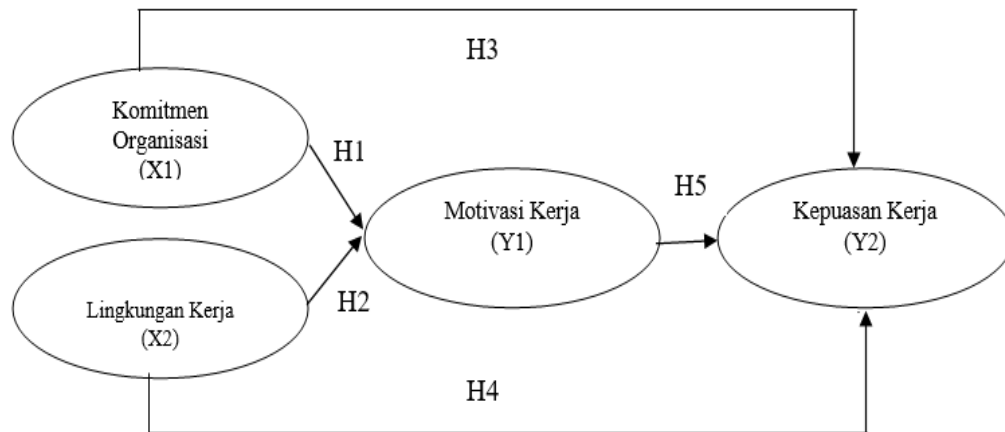 H3
Komitmen
Organisasi
(X1)
H1
Motivasi Kerja
(Y1)
H5
Kepuasan Kerja
(Y2)
Lingkungan Kerja
(X2)
H2
H4